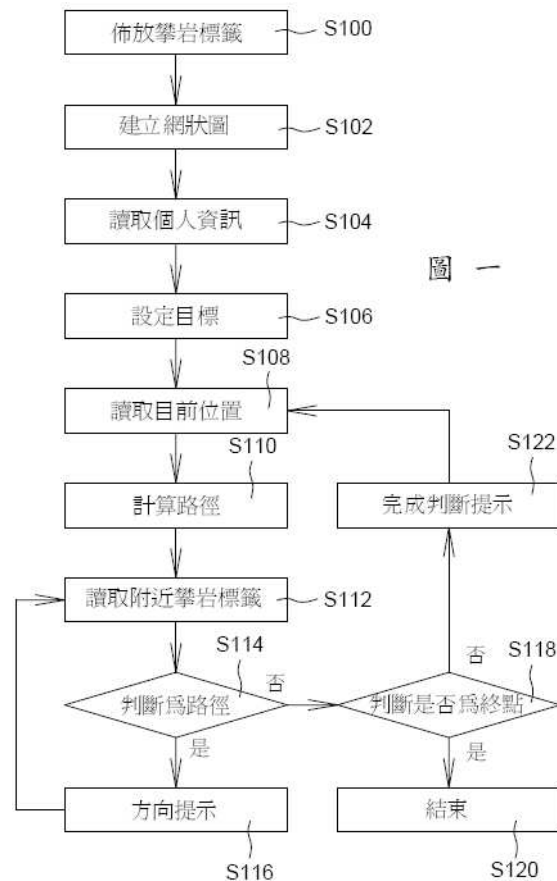 佈放攀岩標籤
S100
建立網狀圖
S102
讀取個人資訊
S104
圖 一
設定目標
S106
S108
讀取目前位置
S110
S122
計算路徑
完成判斷提示
讀取附近攀岩標籤
S112
S114
否
否
S118
判斷爲路徑
判斷是否爲終點
是
是
方向提示
結束
S116
S120